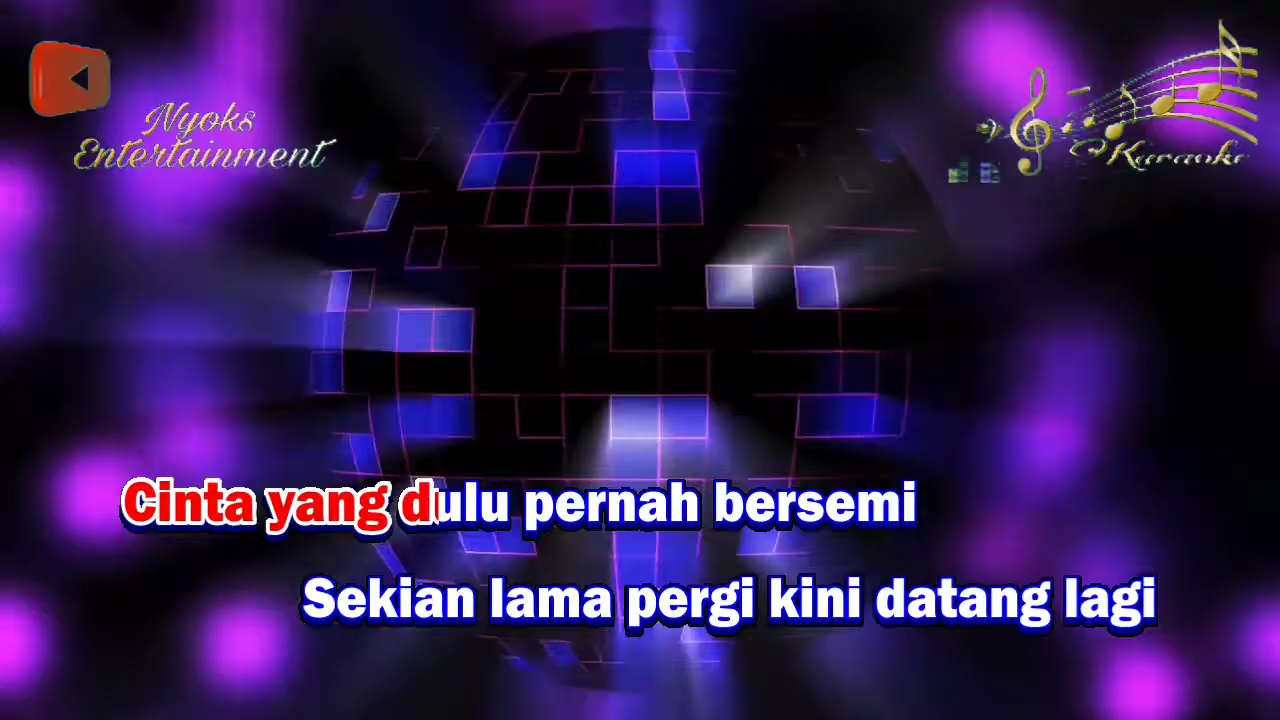 Nyoks
Entertainment
Karaoke
Cinta yang dulu pernah bersemi
Sekian lama pergi kini datang lagi